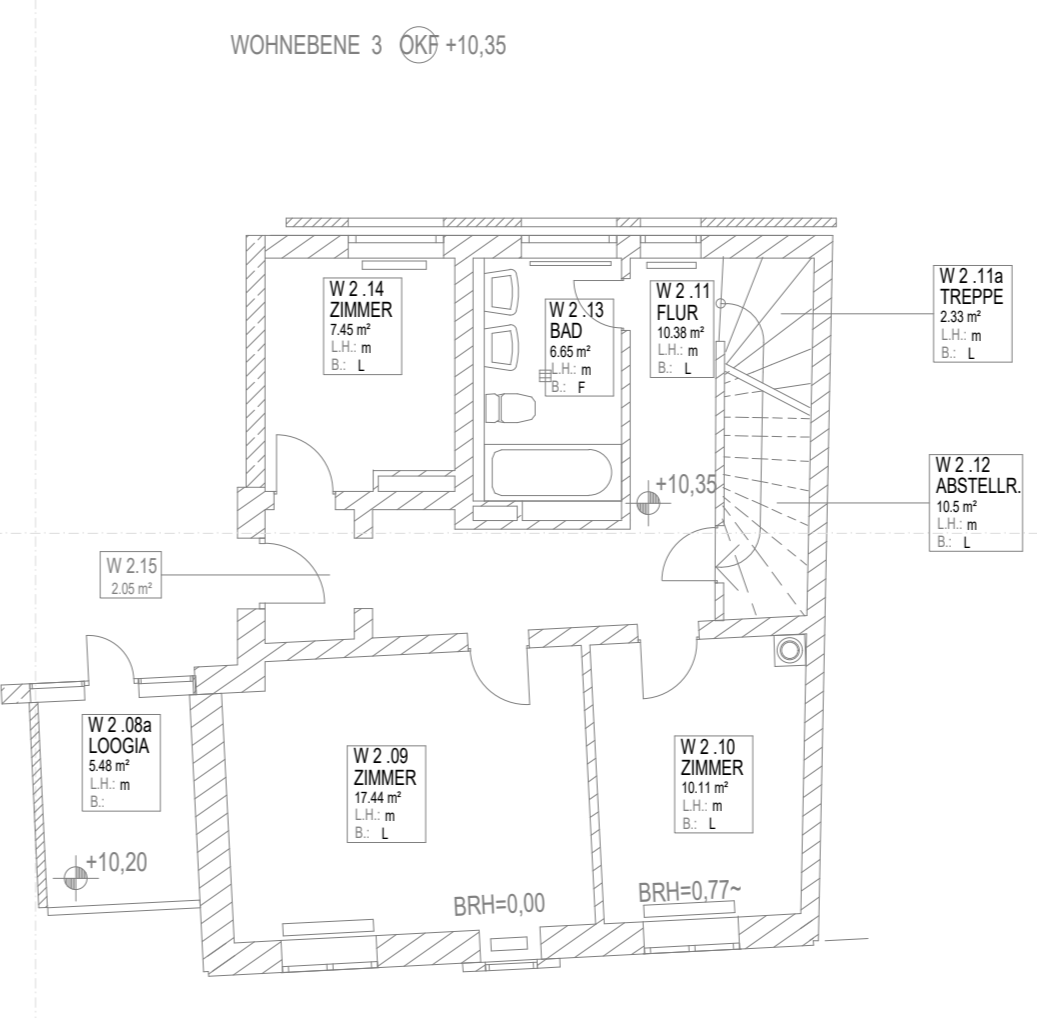 WOHNEBENE 3 OKF +10,35
W 2 .14
ZIMMER
7.45 m²
L.H.: m
B.: L
W 2 .13
BAD
6.65 m²
L.H.: m
B.: F
W 2 .11
FLUR
10.38 m²
L.H.: m
B.: L
W 2 .11a
TREPPE
2.33 m²
L.H.: m
B.: L
W 2 .12
ABSTELLR.
10.5 m²
L.H.: m
B.: L
+10,35
W 2.15
2.05 m²
W 2 .08a
LOOGIA
5.48 m²
L.H.: m
B.:
+10,20
W 2 .09
ZIMMER
17.44 m²
L.H.: m
B.: L
W 2 .10
ZIMMER
10.11 m²
L.H.: m
B.: L
BRH=0,00
BRH=0,77~